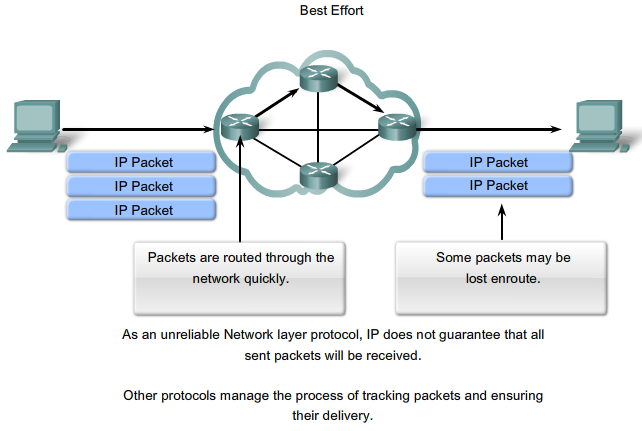 Best Effort
IP Packet
IP Packet
IP Packet
IP Packet
IP Packet
Packets are routed through the
network quickly.
Some packets may be
lost enroute.
As an unreliable Network layer protocol, IP does not guarantee that all
sent packets will be received.
Other protocols manage the process of tracking packets and ensuring
their delivery.